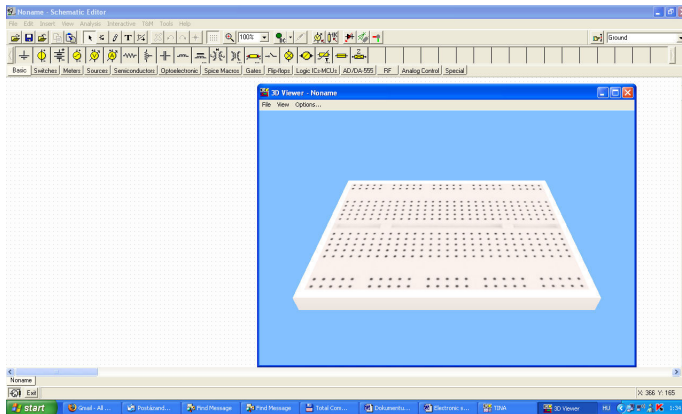 Noname - Schematic Editor
File Edit Insert View Analysis Interactive T&M Tools Help
100%
Ground
Basic Switches Meters Sources Semiconductors Optoelectronic Spice Macros Gates Flip-flops Logic ICs-MCUs AD/DA-555 RF Analog Control Special
3D Viewer - Noname
File View Options...
Noname
Exit
X: 366 Y: 165
start Gmail - All ... Postázand... Find Message Find Message Total Com... Dokumentu... Electronic s... TINA 3D Viewer HU 1:34